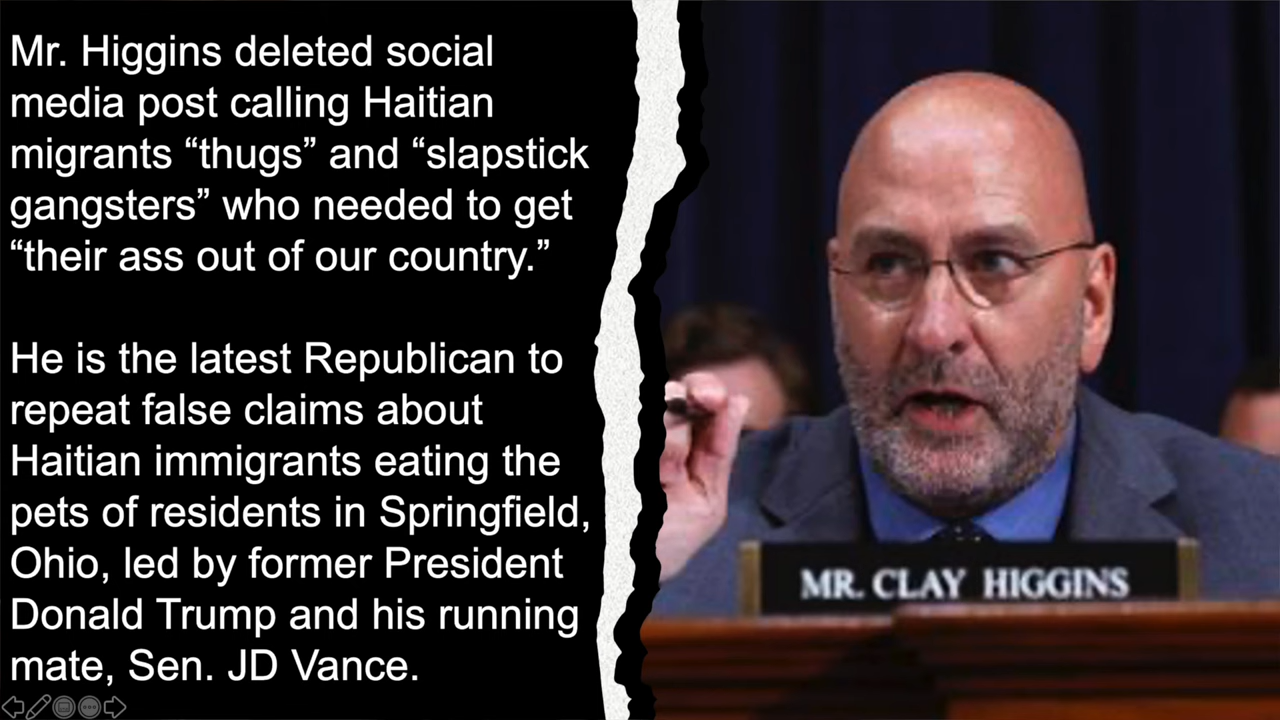 Mr. Higgins deleted social
media post calling Haitian
migrants “thugs” and “slapstick
gangsters” who needed to get
“their ass out of our country.”
He is the latest Republican to
repeat false claims about
Haitian immigrants eating the
pets of residents in Springfield,
Ohio, led by former President
Donald Trump and his running
mate, Sen. JD Vance.
MR. CLAY HIGGINS